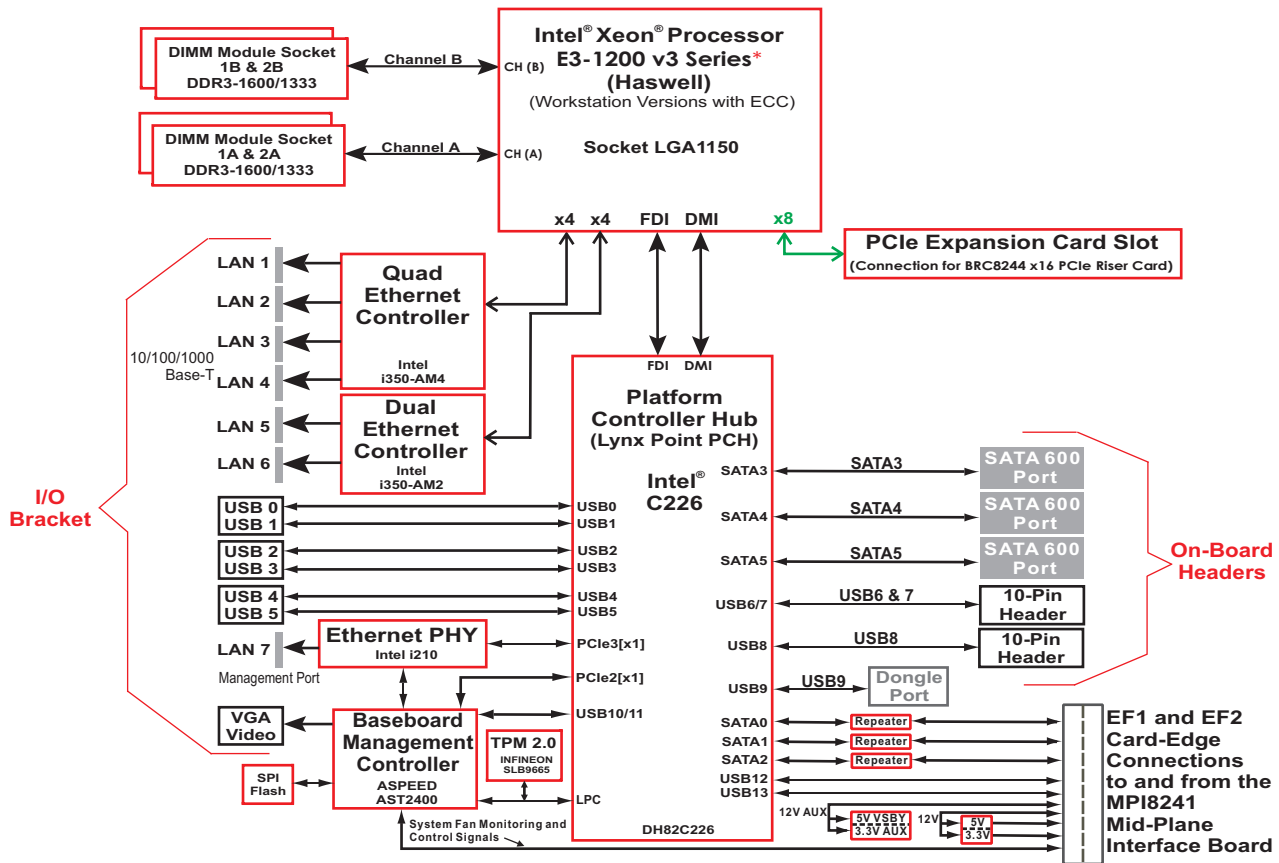 Intel® Xeon® Processor
E3-1200 v3 Series*
(Haswell)
(Workstation Versions with ECC)
Socket LGA1150
CH (B)
CH (A)
x4 x4 FDI DMI x8
DIMM Module Socket
1B & 2B
DDR3-1600/1333
Channel B
DIMM Module Socket
1A & 2A
DDR3-1600/1333
Channel A
PCIe Expansion Card Slot
(Connection for BRC8244 x16 PCIe Riser Card)
I/O
Bracket
LAN 1
LAN 2
LAN 3
10/100/1000
Base-T
LAN 4
LAN 5
LAN 6
Quad
Ethernet
Controller
Intel
i350-AM4
Dual
Ethernet
Controller
Intel
i350-AM2
USB 0
USB 1
USB 2
USB 3
USB 4
USB 5
LAN 7
Management Port
Ethernet PHY
Intel i210
VGA
Video
Baseboard
Management
Controller
ASPEED
AST2400
SPI
Flash
TPM 2.0
INFINEON
SLB9665
System Fan Monitoring and
Control Signals
FDI DMI
Platform
Controller Hub
(Lynx Point PCH)
Intel®
C226
USB0
USB1
USB2
USB3
USB4
USB5
PCIe3[x1]
PCIe2[x1]
USB10/11
LPC
DH82C226
SATA3
SATA4
SATA5
USB6/7
USB8
USB9
SATA0
SATA1
SATA2
USB12
USB13
SATA3
SATA4
SATA5
USB6 & 7
USB8
USB9
SATA 600
Port
SATA 600
Port
SATA 600
Port
10-Pin
Header
10-Pin
Header
Dongle
Port
On-Board
Headers
Repeater
Repeater
Repeater
12V AUX
5V VSBY
3.3V AUX
12V
5V
3.3V
EF1 and EF2
Card-Edge
Connections
to and from the
MPI8241
Mid-Plane
Interface Board